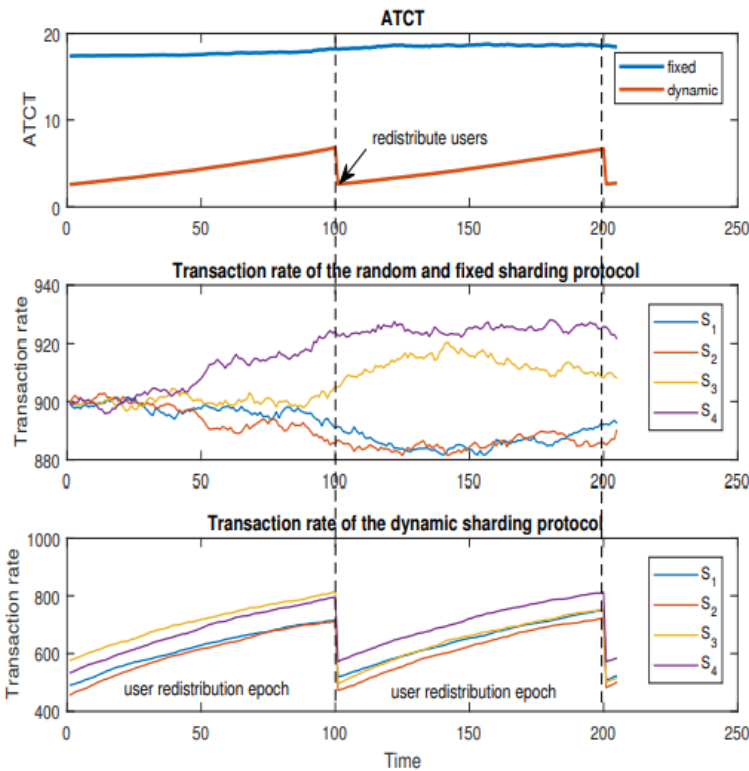 ATCT
20
10
0
ATCT
fixed
dynamic
redistribute users
0 50 100 150 200 250
Transaction rate of the random and fixed sharding protocol
940
920
900
880
Transaction rate
S1
S2
S3
S4
0 50 100 150 200 250
Transaction rate of the dynamic sharding protocol
1000
800
600
400
Transaction rate
S1
S2
S3
S4
user redistribution epoch
user redistribution epoch
0 50 100 150 200 250
Time